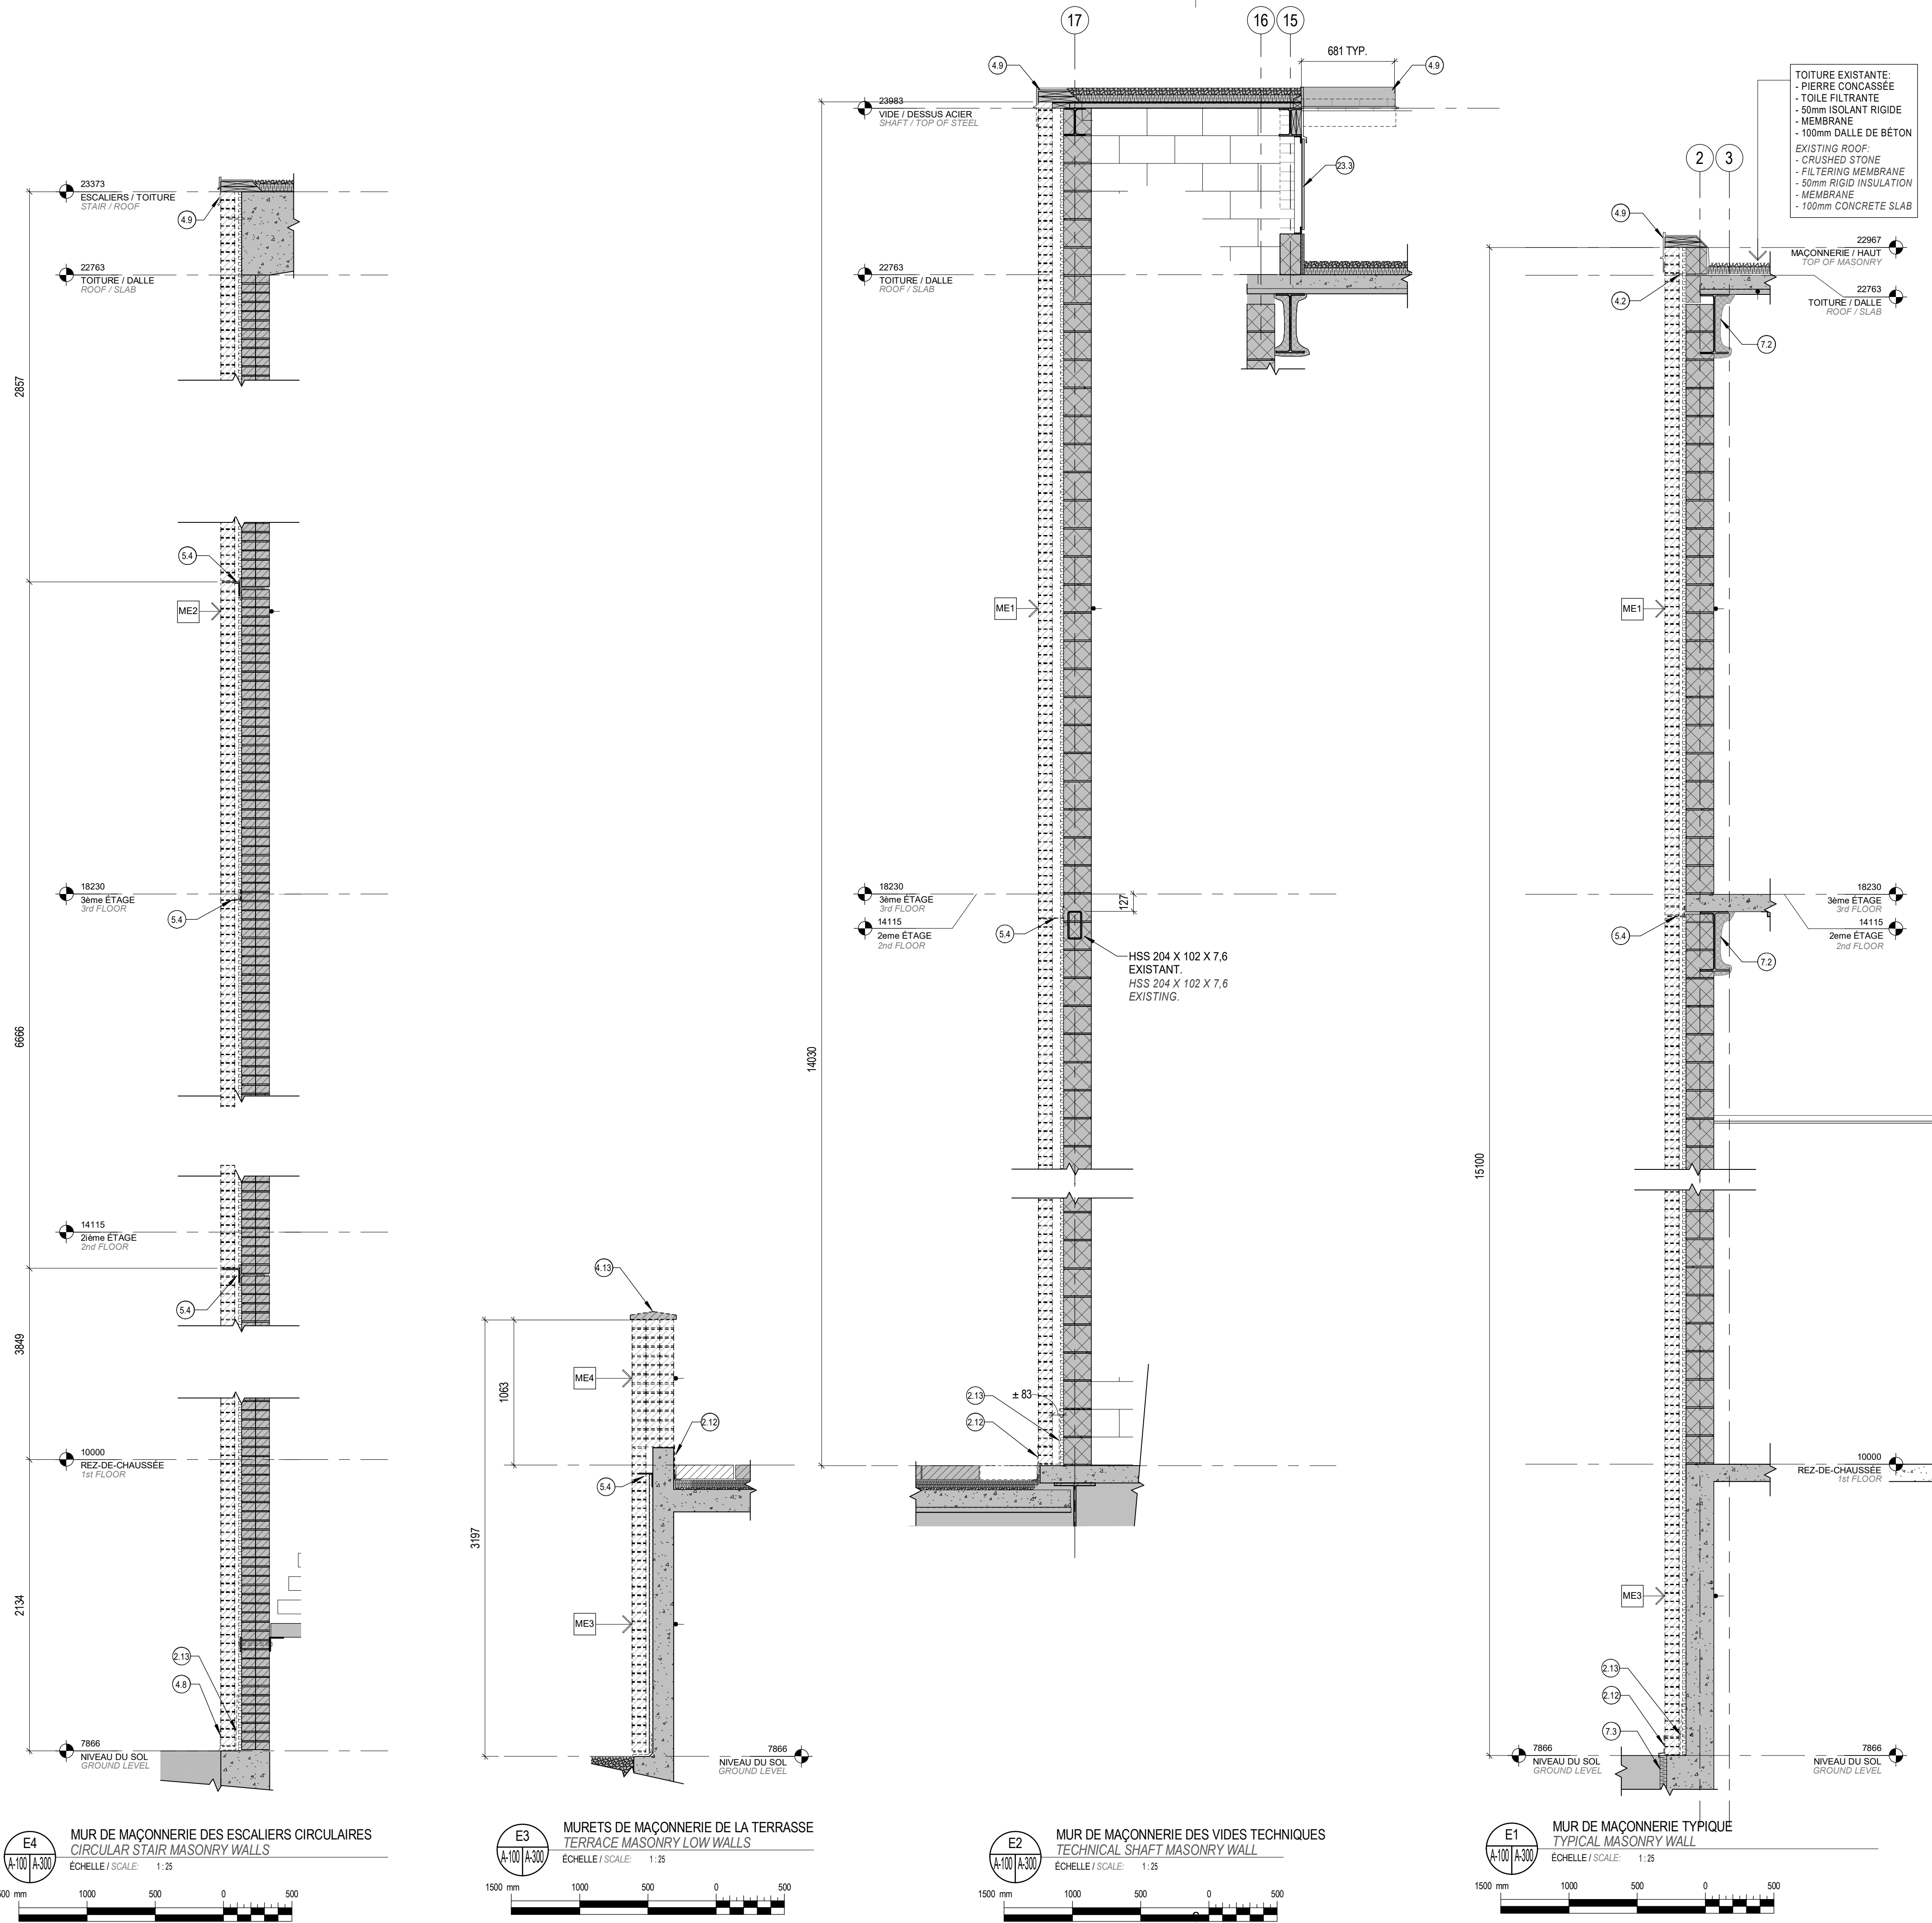 17
16
15
681 TYP.
4.9
4.9
23983
VIDE / DESSUS ACIER
SHAFT / TOP OF STEEL
23.3
22763
TOITURE / DALLE
ROOF / SLAB
ME1
18230
3ème ÉTAGE
3rd FLOOR
14115
2eme ÉTAGE
2nd FLOOR
127
5.4
HSS 204 X 102 X 7,6
EXISTANT.
HSS 204 X 102 X 7,6
EXISTING.
14030
2.13
± 83
2.12
E2
A-100 A-300
MUR DE MAÇONNERIE DES VIDES TECHNIQUES
TECHNICAL SHAFT MASONRY WALL
ÉCHELLE / SCALE: 1 : 25
1500 mm 1000 500 0 500
TOITURE EXISTANTE:
- PIERRE CONCASSÉE
- TOILE FILTRANTE
- 50mm ISOLANT RIGIDE
- MEMBRANE
- 100mm DALLE DE BÉTON
EXISTING ROOF:
- CRUSHED STONE
- FILTERING MEMBRANE
- 50mm RIGID INSULATION
- MEMBRANE
- 100mm CONCRETE SLAB
2
3
4.9
22967
MAÇONNERIE / HAUT
TOP OF MASONRY
4.2
22763
TOITURE / DALLE
ROOF / SLAB
7.2
ME1
18230
3ème ÉTAGE
3rd FLOOR
14115
2eme ÉTAGE
2nd FLOOR
5.4
7.2
15100
10000
REZ-DE-CHAUSSÉE
1st FLOOR
ME3
2.13
2.12
7.3
7866
NIVEAU DU SOL
GROUND LEVEL
7866
NIVEAU DU SOL
GROUND LEVEL
E1
A-100 A-300
MUR DE MAÇONNERIE TYPIQUE
TYPICAL MASONRY WALL
ÉCHELLE / SCALE: 1 : 25
1500 mm 1000 500 0 500
23373
ESCALIERS / TOITURE
STAIR / ROOF
4.9
22763
TOITURE / DALLE
ROOF / SLAB
2857
5.4
ME2
18230
3ème ÉTAGE
3rd FLOOR
5.4
6666
14115
2ième ÉTAGE
2nd FLOOR
5.4
3849
10000
REZ-DE-CHAUSSÉE
1st FLOOR
2134
2.13
4.8
7866
NIVEAU DU SOL
GROUND LEVEL
E4
A-100 A-300
MUR DE MAÇONNERIE DES ESCALIERS CIRCULAIRES
CIRCULAR STAIR MASONRY WALLS
ÉCHELLE / SCALE: 1 : 25
500 mm 1000 500 0 500
4.13
1063
ME4
2.12
5.4
3197
ME3
7866
NIVEAU DU SOL
GROUND LEVEL
E3
A-100 A-300
MURETS DE MAÇONNERIE DE LA TERRASSE
TERRACE MASONRY LOW WALLS
ÉCHELLE / SCALE: 1 : 25
1500 mm 1000 500 0 500